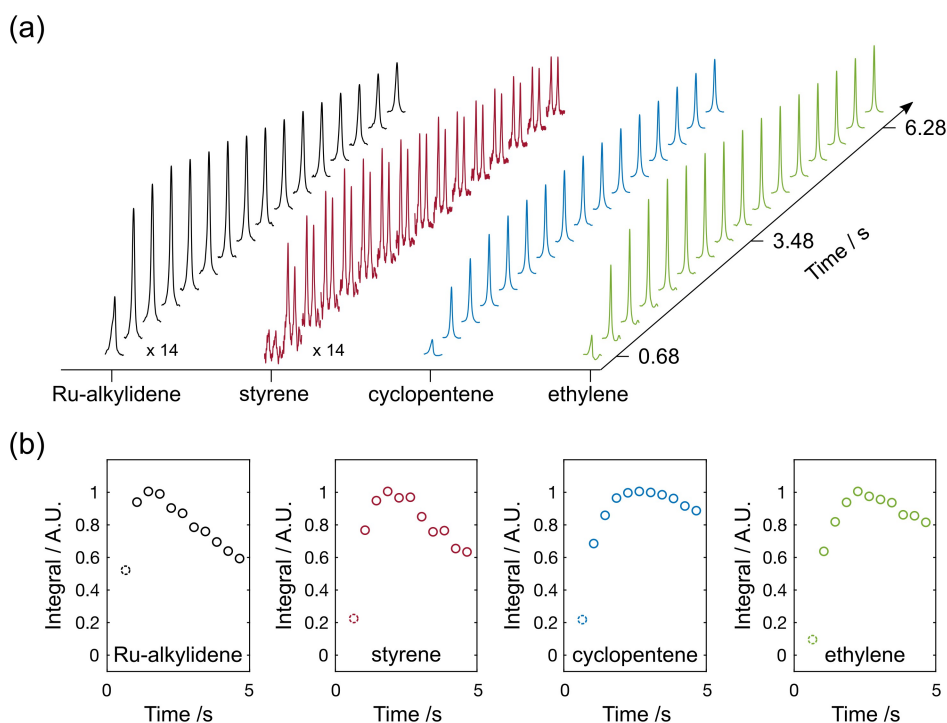 (a)
6.28
3.48
Time / s
0.68
x 14
x 14
Ru-alkylidene
styrene
cyclopentene
ethylene
(b)
Integral / A.U.
1
0.8
0.6
0.4
0.2
0
Ru-alkylidene
0
5
Time /s
Integral / A.U.
1
0.8
0.6
0.4
0.2
0
styrene
0
5
Time /s
Integral / A.U.
1
0.8
0.6
0.4
0.2
0
cyclopentene
0
5
Time /s
Integral / A.U.
1
0.8
0.6
0.4
0.2
0
ethylene
0
5
Time /s